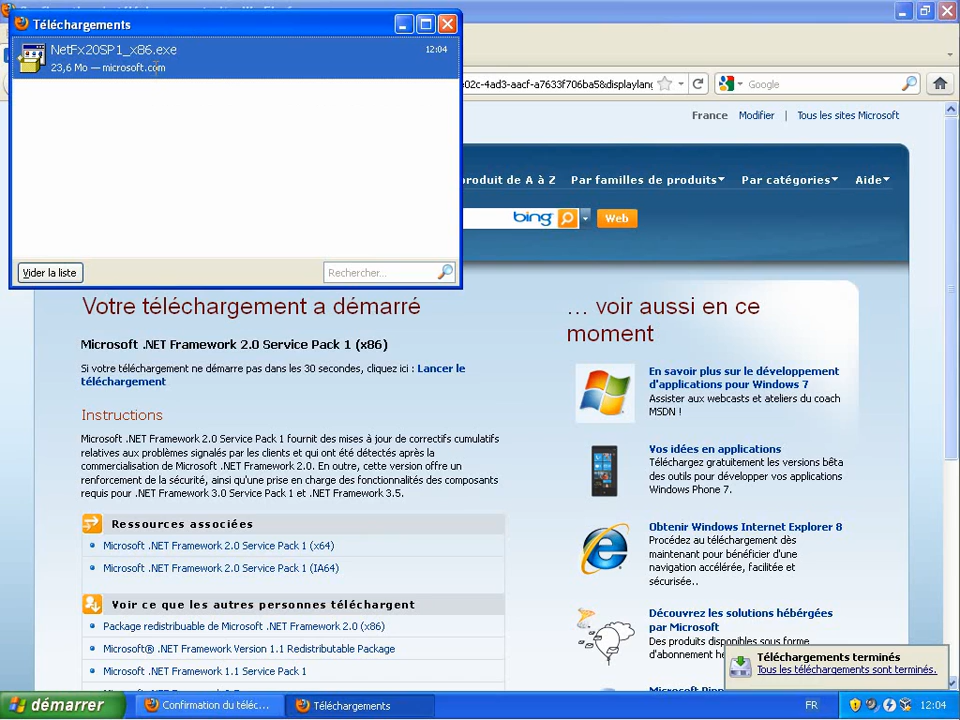 Téléchargements
NetFx20SP1_x86.exe
12:04
23,6 Mo — microsoft.com
Vider la liste
Rechercher...
e02c-4ad3-aacf-a7633f706ba5&displaylang
Google
France Modifier | Tous les sites Microsoft
produit de A à Z Par familles de produits Par catégories Aide
bing
Web
Votre téléchargement a démarré
Microsoft .NET Framework 2.0 Service Pack 1 (x86)
Si votre téléchargement ne démarre pas dans les 30 secondes, cliquez ici : Lancer le
téléchargement
Instructions
Microsoft .NET Framework 2.0 Service Pack 1 fournit des mises à jour de correctifs cumulatifs
relatives aux problèmes signalés par les clients et qui ont été détectés après la
commercialisation de Microsoft .NET Framework 2.0. En outre, cette version offre un
renforcement de la sécurité, ainsi qu'une prise en charge des fonctionnalités des composants
requis pour .NET Framework 3.0 Service Pack 1 et .NET Framework 3.5.
Ressources associées
Microsoft .NET Framework 2.0 Service Pack 1 (x64)
Microsoft .NET Framework 2.0 Service Pack 1 (IA64)
Voir ce que les autres personnes téléchargent
Package redistribuable de Microsoft .NET Framework 2.0 (x86)
Microsoft® .NET Framework Version 1.1 Redistributable Package
Microsoft .NET Framework 1.1 Service Pack 1
... voir aussi en ce
moment
En savoir plus sur le développement
d'applications pour Windows 7
Assister aux webcasts et ateliers du coach
MSDN !
Vos idées en applications
Téléchargez gratuitement les versions bêta
des outils pour développer vos applications
Windows Phone 7.
Obtenir Windows Internet Explorer 8
Procédez au téléchargement dès
maintenant pour bénéficier d'une
navigation accélérée, facilitée et
sécurisée..
Découvrez les solutions hébérgées
par Microsoft
Des produits disponibles sous forme
d'abonnement
Téléchargements terminés
Tous les téléchargements sont terminés.
démarrer
Confirmation du téléc...
Téléchargements
FR
12:04